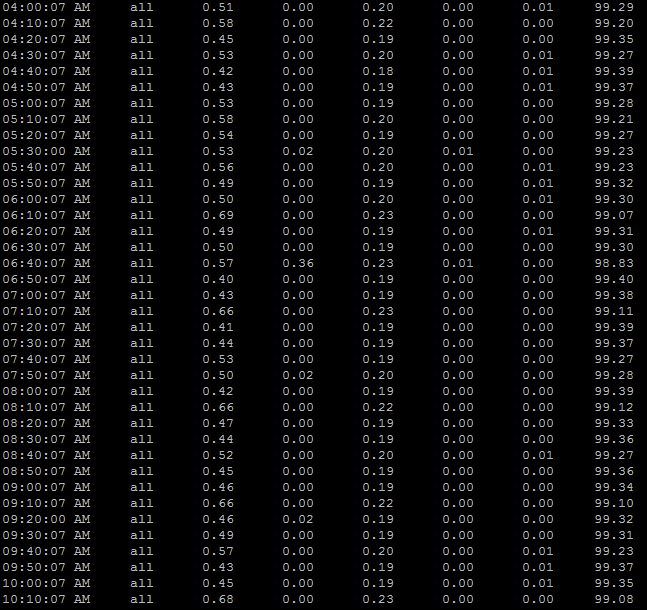 04:00:07 AM all 0.51 0.00 0.20 0.00 0.01 99.29
04:10:07 AM all 0.58 0.00 0.22 0.00 0.00 99.20
04:20:07 AM all 0.45 0.00 0.19 0.00 0.00 99.35
04:30:07 AM all 0.53 0.00 0.20 0.00 0.01 99.27
04:40:07 AM all 0.42 0.00 0.18 0.00 0.01 99.39
04:50:07 AM all 0.43 0.00 0.19 0.00 0.01 99.37
05:00:07 AM all 0.53 0.00 0.19 0.00 0.00 99.28
05:10:07 AM all 0.58 0.00 0.20 0.00 0.01 99.21
05:20:07 AM all 0.54 0.00 0.19 0.00 0.00 99.27
05:30:00 AM all 0.53 0.02 0.20 0.01 0.00 99.23
05:40:07 AM all 0.56 0.00 0.20 0.00 0.01 99.23
05:50:07 AM all 0.49 0.00 0.19 0.00 0.01 99.32
06:00:07 AM all 0.50 0.00 0.20 0.00 0.01 99.30
06:10:07 AM all 0.69 0.00 0.23 0.00 0.00 99.07
06:20:07 AM all 0.49 0.00 0.19 0.00 0.01 99.31
06:30:07 AM all 0.50 0.00 0.19 0.00 0.00 99.30
06:40:07 AM all 0.57 0.36 0.23 0.01 0.00 98.83
06:50:07 AM all 0.40 0.00 0.19 0.00 0.00 99.40
07:00:07 AM all 0.43 0.00 0.19 0.00 0.00 99.38
07:10:07 AM all 0.66 0.00 0.23 0.00 0.00 99.11
07:20:07 AM all 0.41 0.00 0.19 0.00 0.00 99.39
07:30:07 AM all 0.44 0.00 0.19 0.00 0.00 99.37
07:40:07 AM all 0.53 0.00 0.19 0.00 0.00 99.27
07:50:07 AM all 0.50 0.02 0.20 0.00 0.00 99.28
08:00:07 AM all 0.42 0.00 0.19 0.00 0.00 99.39
08:10:07 AM all 0.66 0.00 0.22 0.00 0.00 99.12
08:20:07 AM all 0.47 0.00 0.19 0.00 0.00 99.33
08:30:07 AM all 0.44 0.00 0.19 0.00 0.00 99.36
08:40:07 AM all 0.52 0.00 0.20 0.00 0.01 99.27
08:50:07 AM all 0.45 0.00 0.19 0.00 0.00 99.36
09:00:07 AM all 0.46 0.00 0.19 0.00 0.00 99.34
09:10:07 AM all 0.66 0.00 0.22 0.00 0.00 99.10
09:20:00 AM all 0.46 0.02 0.19 0.00 0.00 99.32
09:30:07 AM all 0.49 0.00 0.19 0.00 0.00 99.31
09:40:07 AM all 0.57 0.00 0.20 0.00 0.01 99.23
09:50:07 AM all 0.43 0.00 0.19 0.00 0.01 99.37
10:00:07 AM all 0.45 0.00 0.19 0.00 0.01 99.35
10:10:07 AM all 0.68 0.00 0.23 0.00 0.00 99.08